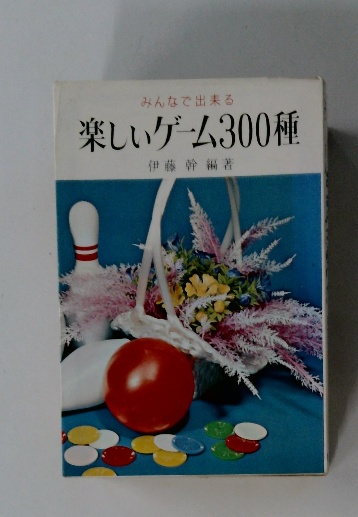 みんなで出来る
楽しいゲーム300種
伊藤 幹 編著